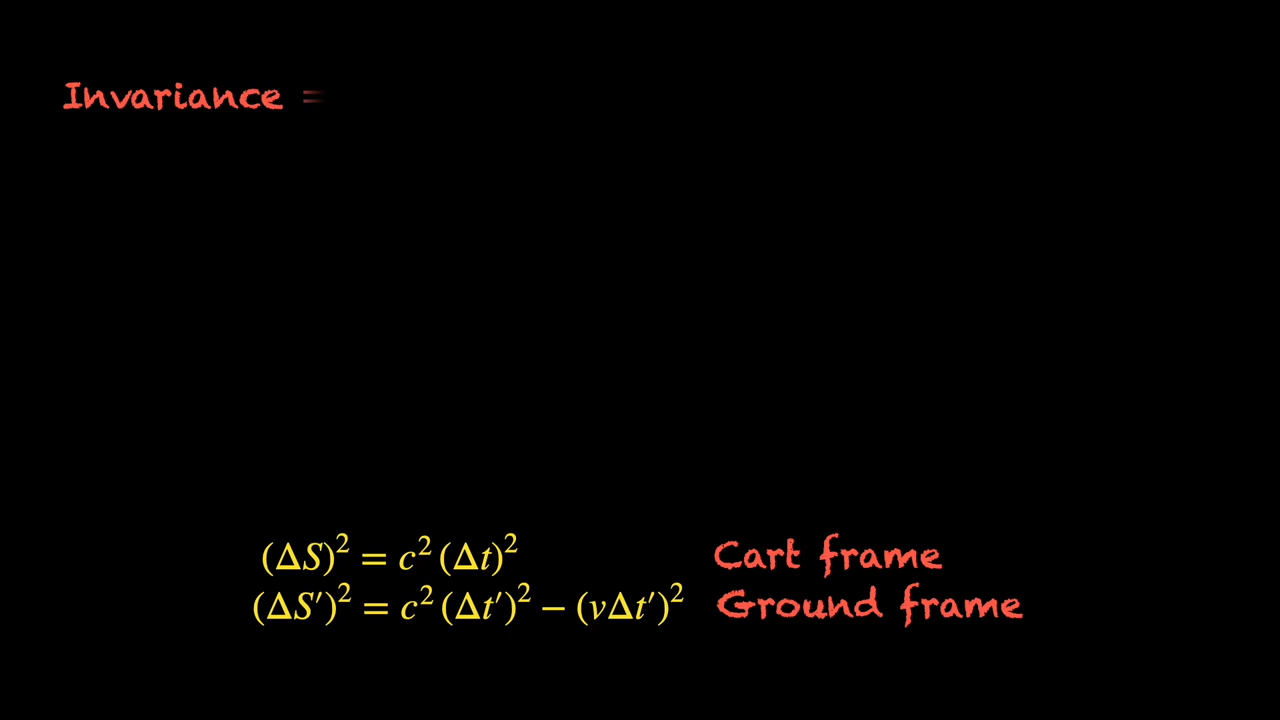 Invariance =
(ΔS)² = c² (Δt)² Cart frame
(ΔS′)² = c² (Δt′)² − (vΔt′)² Ground frame